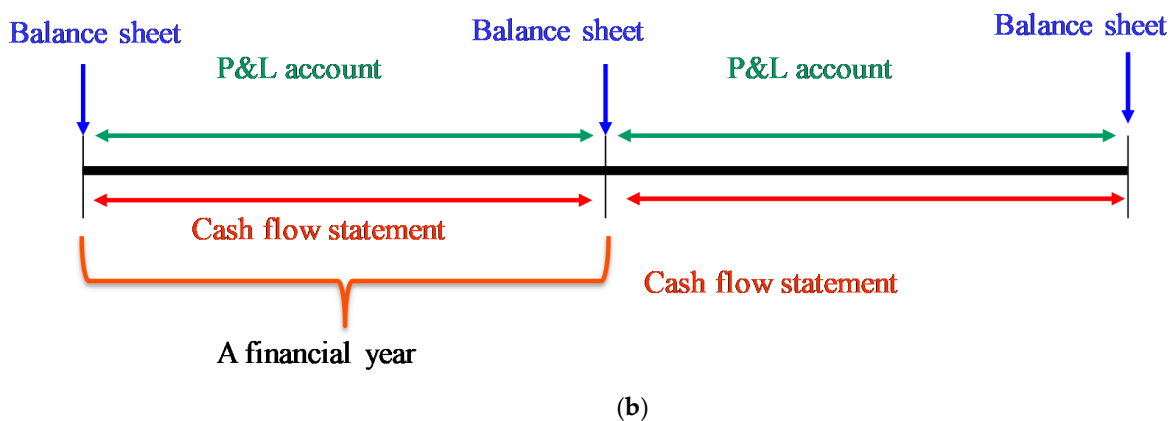 Balance sheet
Balance sheet
Balance sheet
P&L account
P&L account
Cash flow statement
Cash flow statement
A financial year
(b)